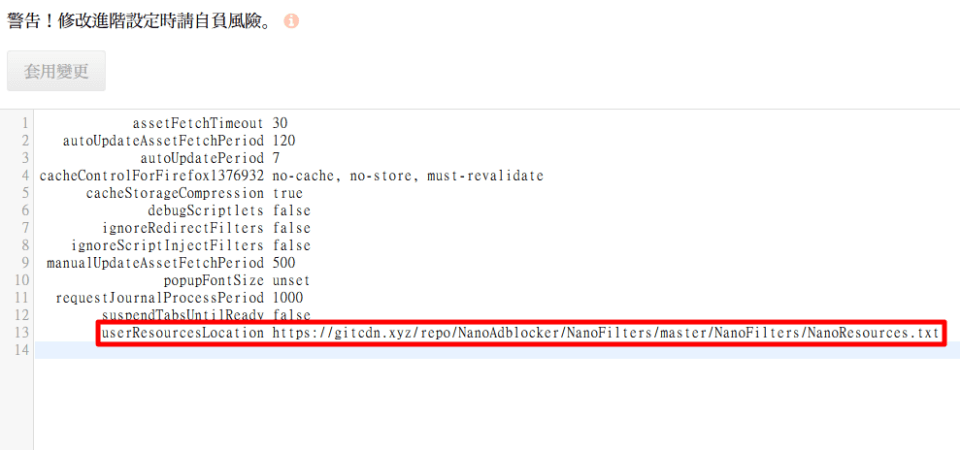 警告！修改進階設定時請自負風險。
套用變更
1 assetFetchTimeout 30
2 autoUpdateAssetFetchPeriod 120
3 autoUpdatePeriod 7
4 cacheControlForFirefox1376932 no-cache, no-store, must-revalidate
5 cacheStorageCompression true
6 debugScriptlets false
7 ignoreRedirectFilters false
8 ignoreScriptInjectFilters false
9 manualUpdateAssetFetchPeriod 500
10 popupFontSize unset
11 requestJournalProcessPeriod 1000
12 suspendTabsUntilReady false
13 userResourcesLocation https://gitcdn.xyz/repo/NanoAdblocker/NanoFilters/master/NanoFilters/NanoResources.txt
14